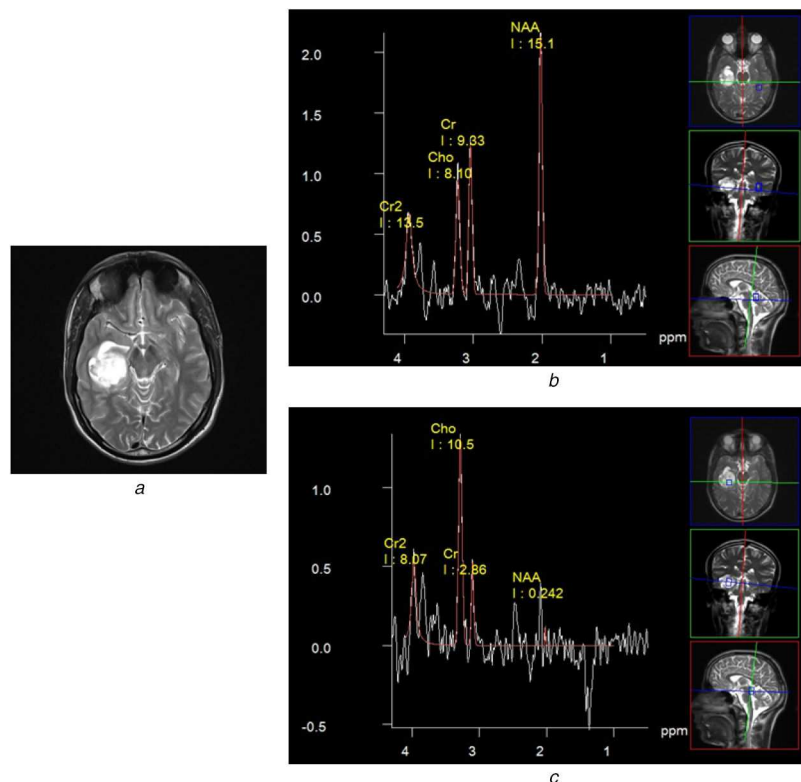 NAA
I : 15.1
2.0
1.5
Cr
I : 9.33
Cho
I : 8.10
1.0
Cr2
I : 13.5
0.5
0.0
4 3 2 1 ppm
b
a
Cho
I : 10.5
1.0
Cr2
I : 8.07
Cr
I : 2.86
NAA
I : 0.242
0.5
0.0
-0.5
4 3 2 1 ppm
c